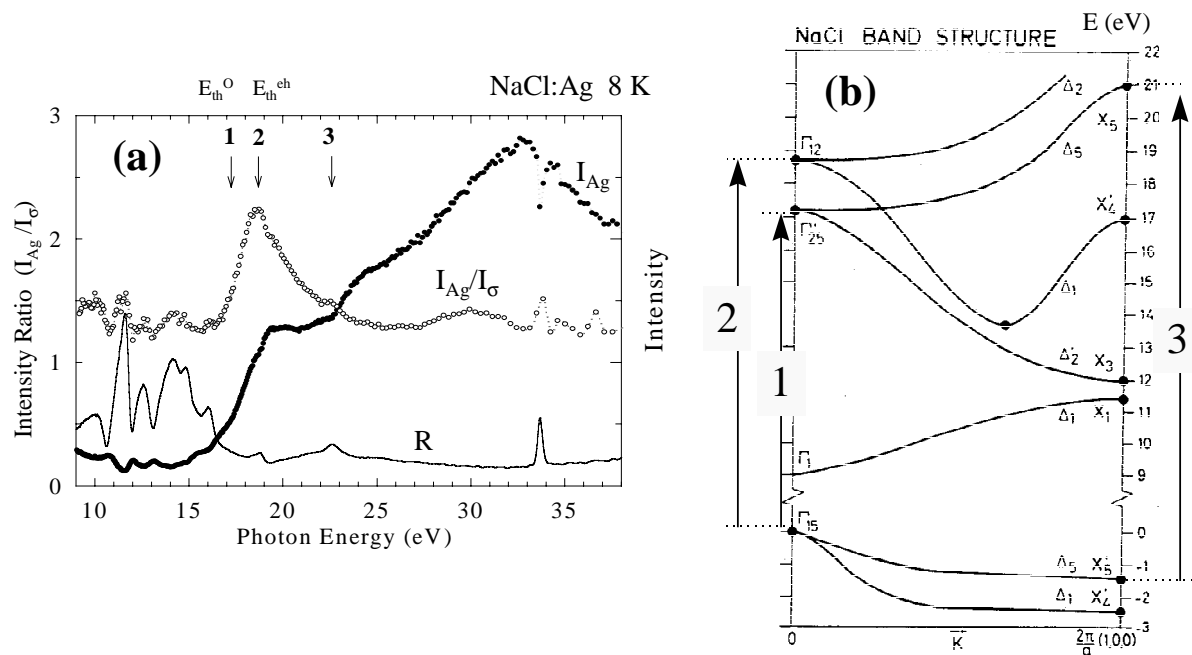 E_th^O E_th^eh NaCl:Ag 8 K
3
1 2 3
(a)
I_Ag
2
I_Ag/I_σ
1
R
0
10 15 20 25 30 35
Photon Energy (eV)
Intensity Ratio (I_Ag/I_σ)
Intensity
NaCl BAND STRUCTURE E (eV)
(b)
22
21
20
19
18
17
16
15
14
13
12
11
10
9
0
-1
-2
-3
Δ2
X5
Γ12
Δ5
X'4
Γ'25
Δ1
Δ'2 X3
Δ1 X1
Γ1
Γ15
Δ5 X'5
Δ1 X'4
2
1
3
0 K 2π/a (1,0,0)